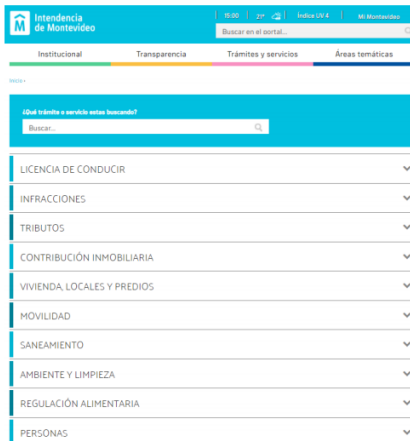 Intendencia
de Montevideo
15:00 21° Índice UV 4 Mi Montevideo
Buscar en el portal...
Institucional Transparencia Trámites y servicios Áreas temáticas
Inicio ›
¿Qué trámite o servicio estas buscando?
Buscar...
LICENCIA DE CONDUCIR
INFRACCIONES
TRIBUTOS
CONTRIBUCIÓN INMOBILIARIA
VIVIENDA, LOCALES Y PREDIOS
MOVILIDAD
SANEAMIENTO
AMBIENTE Y LIMPIEZA
REGULACIÓN ALIMENTARIA
PERSONAS